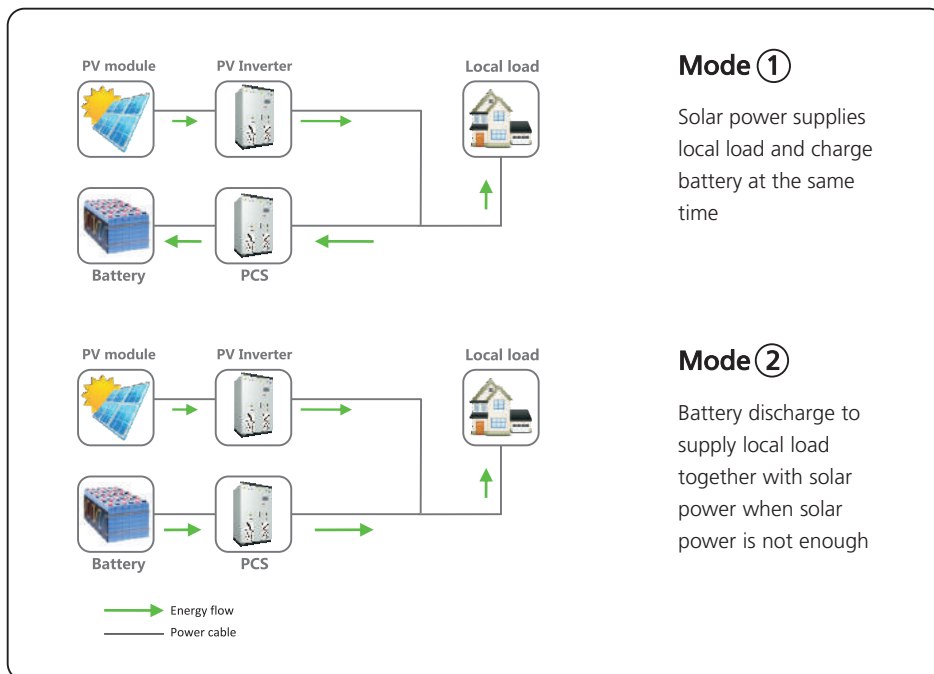 PV module
PV Inverter
Local load
Battery
PCS
Mode 1
Solar power supplies
local load and charge
battery at the same
time
PV module
PV Inverter
Local load
Battery
PCS
Mode 2
Battery discharge to
supply local load
together with solar
power when solar
power is not enough
Energy flow
Power cable